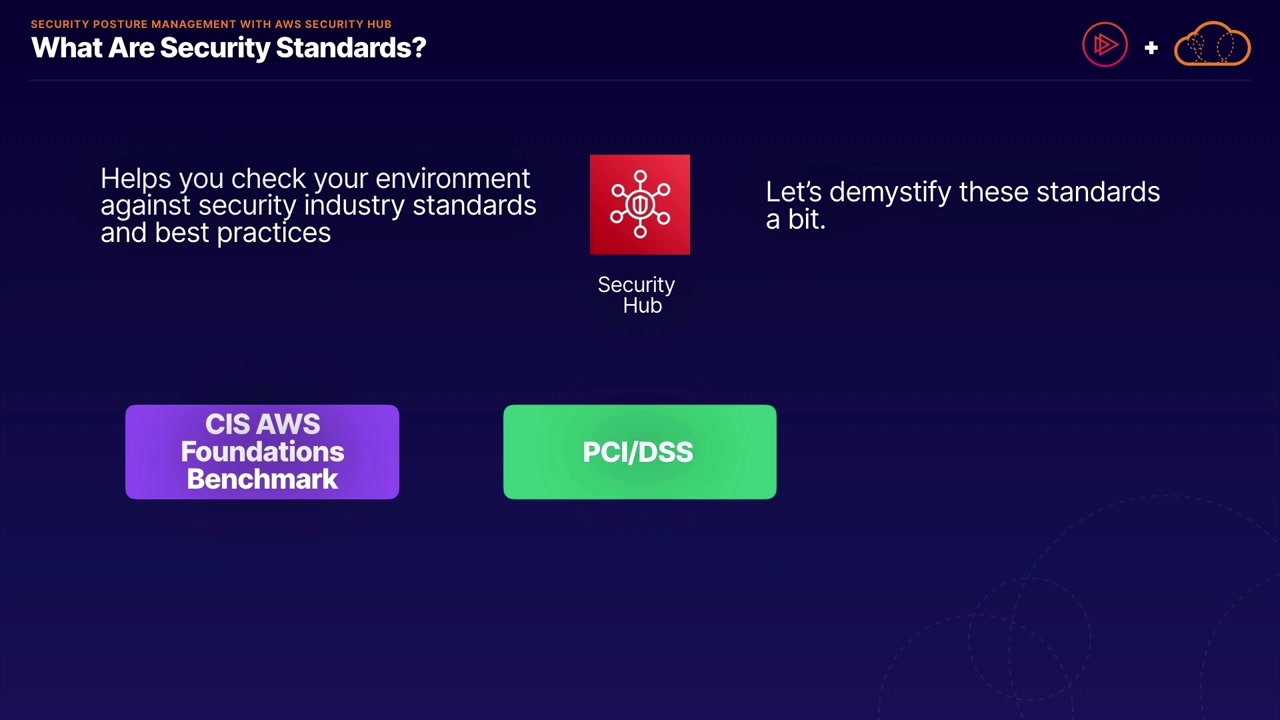 SECURITY POSTURE MANAGEMENT WITH AWS SECURITY HUB
What Are Security Standards?
Helps you check your environment
against security industry standards
and best practices
Security
Hub
Let’s demystify these standards
a bit.
CIS AWS
Foundations
Benchmark
PCI/DSS